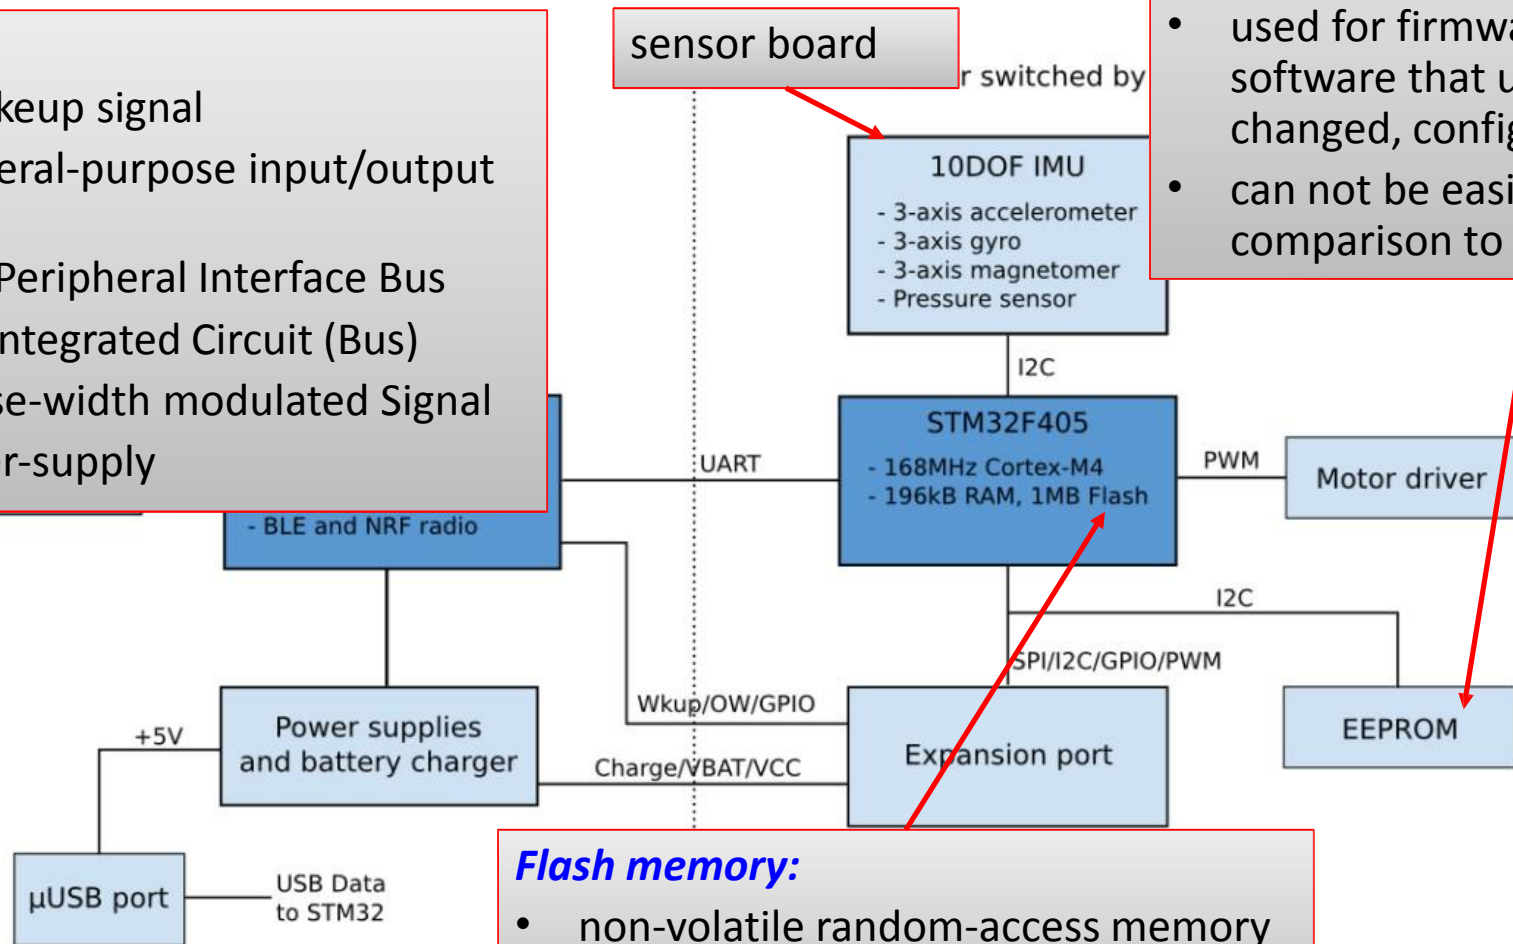 keup signal
eral-purpose input/output
Peripheral Interface Bus
ntegrated Circuit (Bus)
se-width modulated Signal
r-supply
sensor board
r switched by
used for firmwa
software that u
changed, config
can not be easi
comparison to
10DOF IMU
- 3-axis accelerometer
- 3-axis gyro
- 3-axis magnetomer
- Pressure sensor
I2C
STM32F405
- 168MHz Cortex-M4
- 196kB RAM, 1MB Flash
UART
PWM
Motor driver
- BLE and NRF radio
I2C
SPI/I2C/GPIO/PWM
Wkup/OW/GPIO
Power supplies
and battery charger
+5V
Charge/VBAT/VCC
Expansion port
EEPROM
µUSB port
USB Data
to STM32
Flash memory:
• non-volatile random-access memory